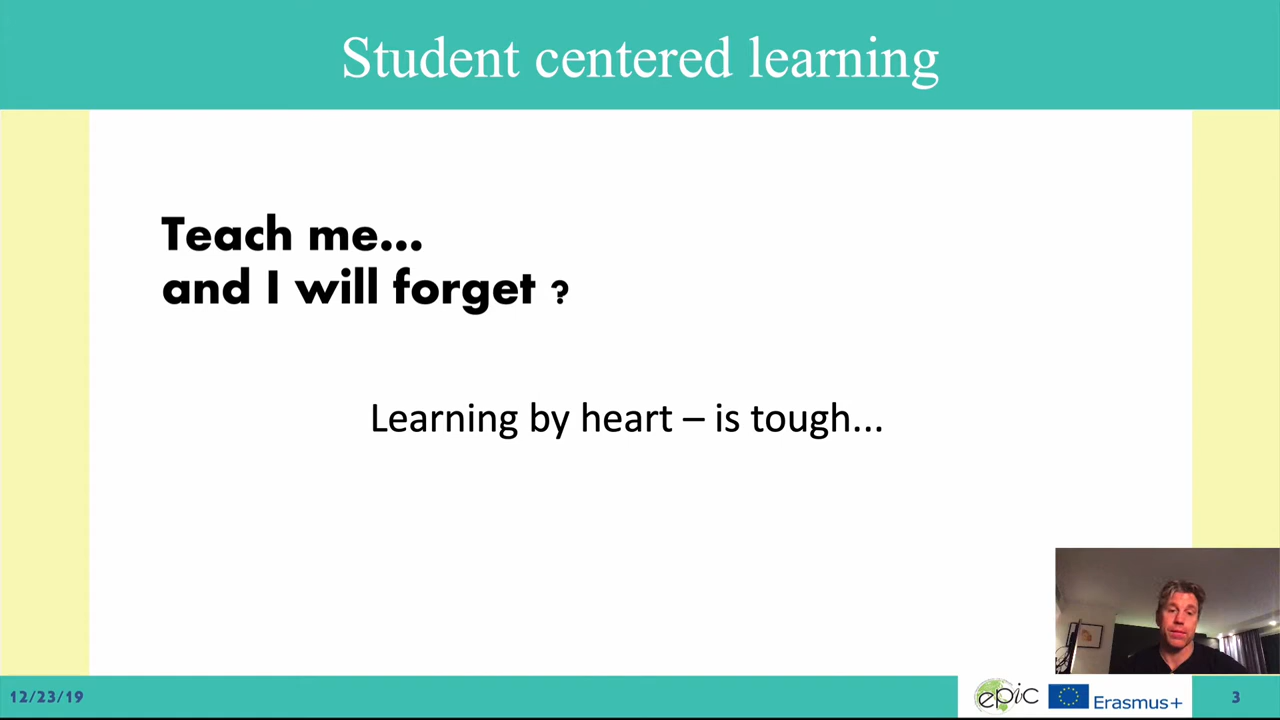 Student centered learning
Teach me...
and I will forget ?
Learning by heart – is tough...
12/23/19
epic
Erasmus+
3